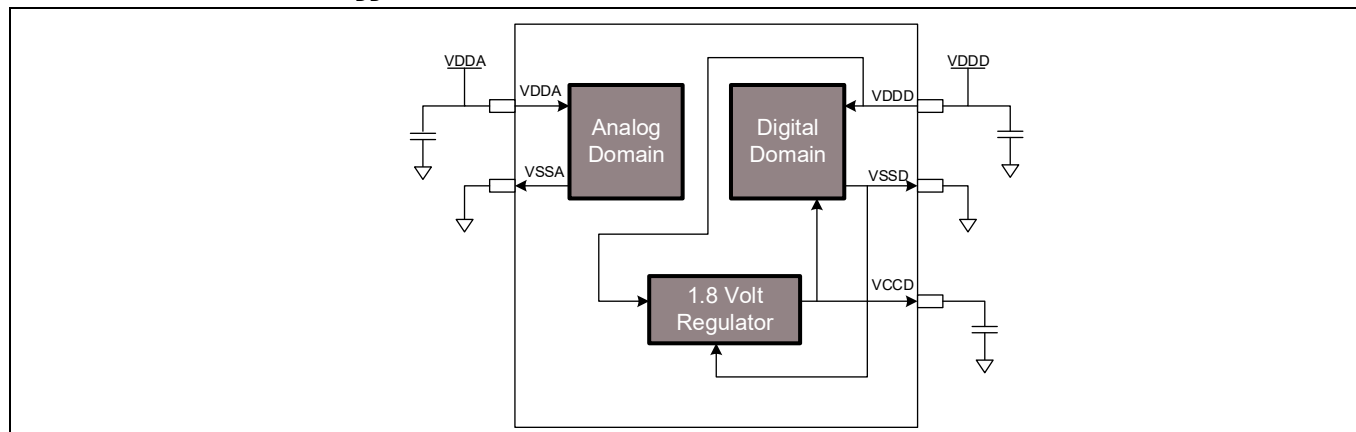 VDDA
VDDD
VDDA
VDDD
Analog
Domain
Digital
Domain
VSSA
VSSD
1.8 Volt
Regulator
VCCD